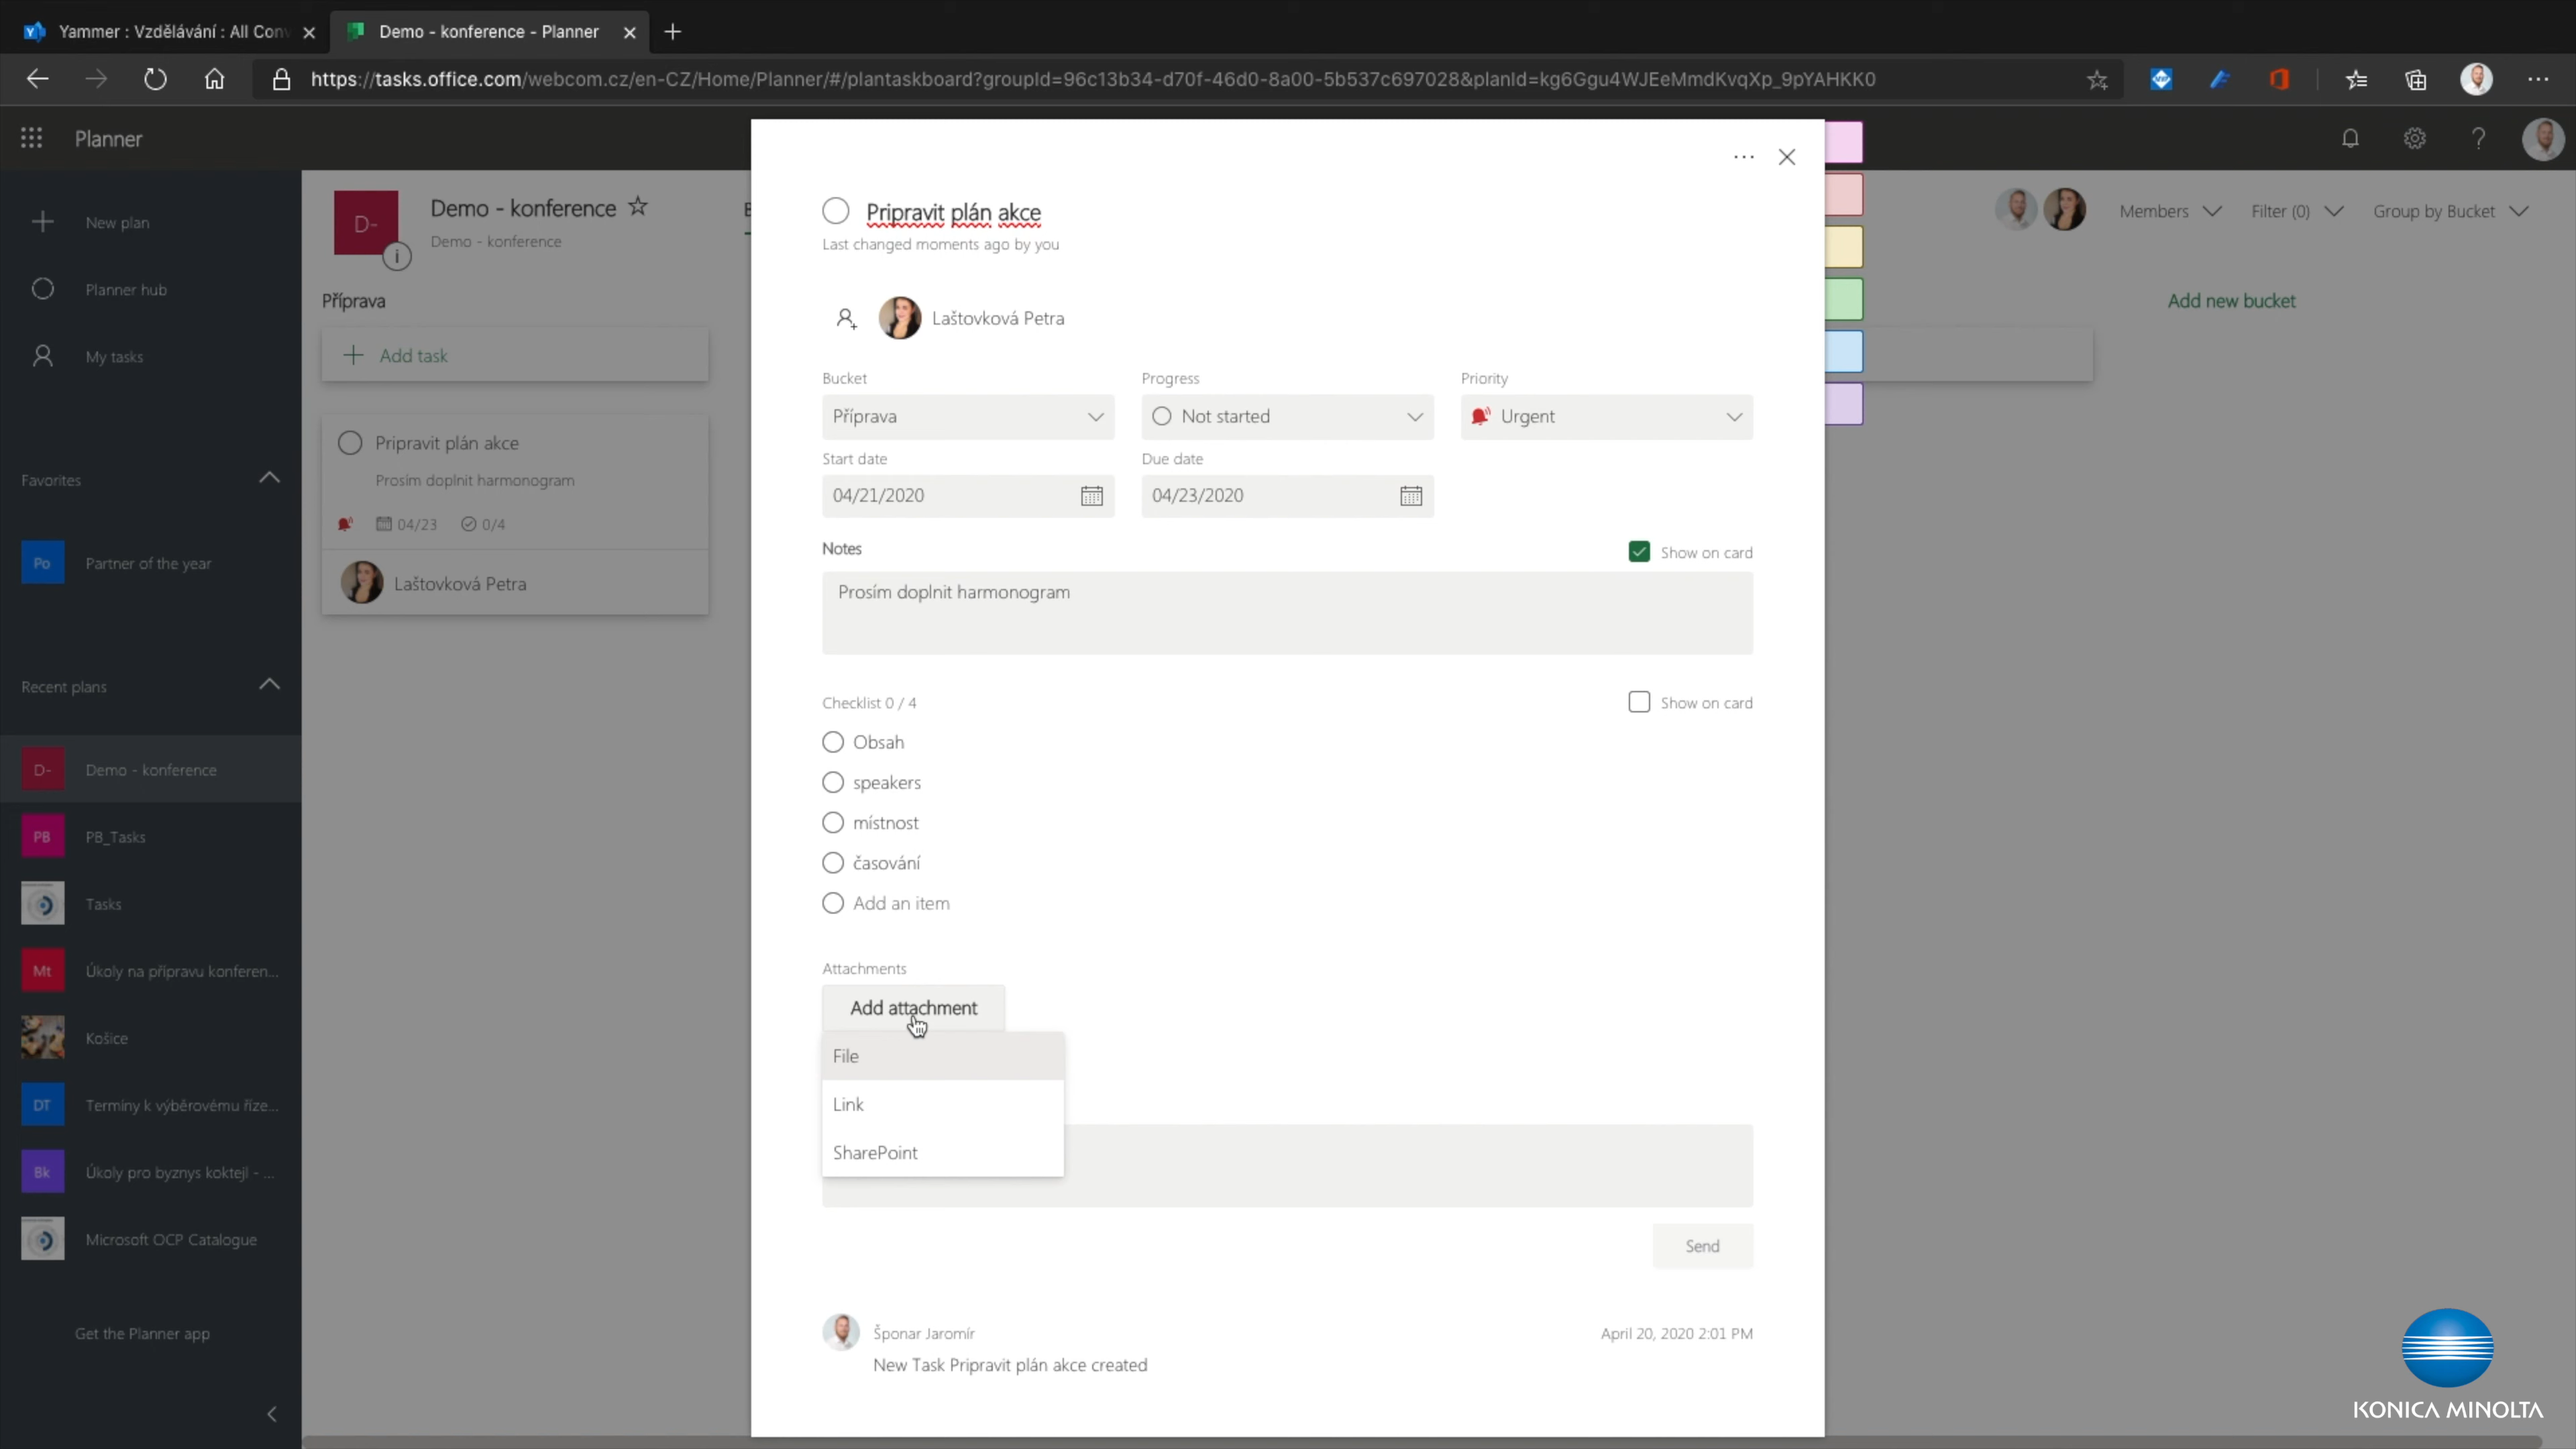 Yammer : Vzdělávání : All Conv
Demo - konference - Planner
https://tasks.office.com/webcom.cz/en-CZ/Home/Planner/#/plantaskboard?groupId=96c13b34-d70f-46d0-8a00-5b537c697028&planId=kg6Ggu4WJEeMmdKvqXp_9pYAHKK0
Planner
New plan
Planner hub
My tasks
Favorites
Po Partner of the year
Recent plans
D- Demo - konference
PB PB_Tasks
Tasks
Mt Úkoly na přípravu konferen...
Košice
DT Termíny k výběrovému říze...
Bk Úkoly pro byznys koktejl - ...
Microsoft OCP Catalogue
Get the Planner app
D-
Demo - konference
Demo - konference
Příprava
Add task
Pripravit plán akce
Prosím doplnit harmonogram
04/23 0/4
Laštovková Petra
Members
Filter (0)
Group by Bucket
Add new bucket
Pripravit plán akce
Last changed moments ago by you
Laštovková Petra
Bucket Progress Priority
Příprava Not started Urgent
Start date Due date
04/21/2020 04/23/2020
Notes Show on card
Prosím doplnit harmonogram
Checklist 0 / 4 Show on card
Obsah
speakers
místnost
časování
Add an item
Attachments
Add attachment
File
Link
SharePoint
Send
Šponar Jaromír April 20, 2020 2:01 PM
New Task Pripravit plán akce created
KONICA MINOLTA